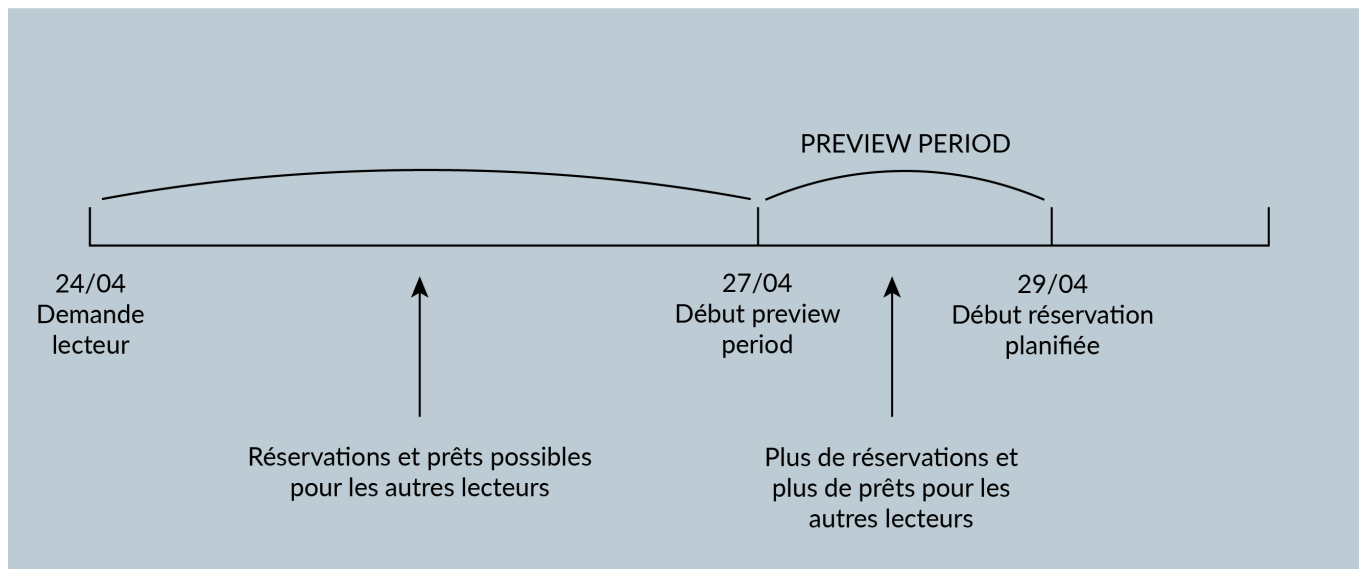 PREVIEW PERIOD
24/04
Demande
lecteur
27/04
Début preview
period
29/04
Début réservation
planifiée
Réservations et prêts possibles
pour les autres lecteurs
Plus de réservations et
plus de prêts pour les
autres lecteurs